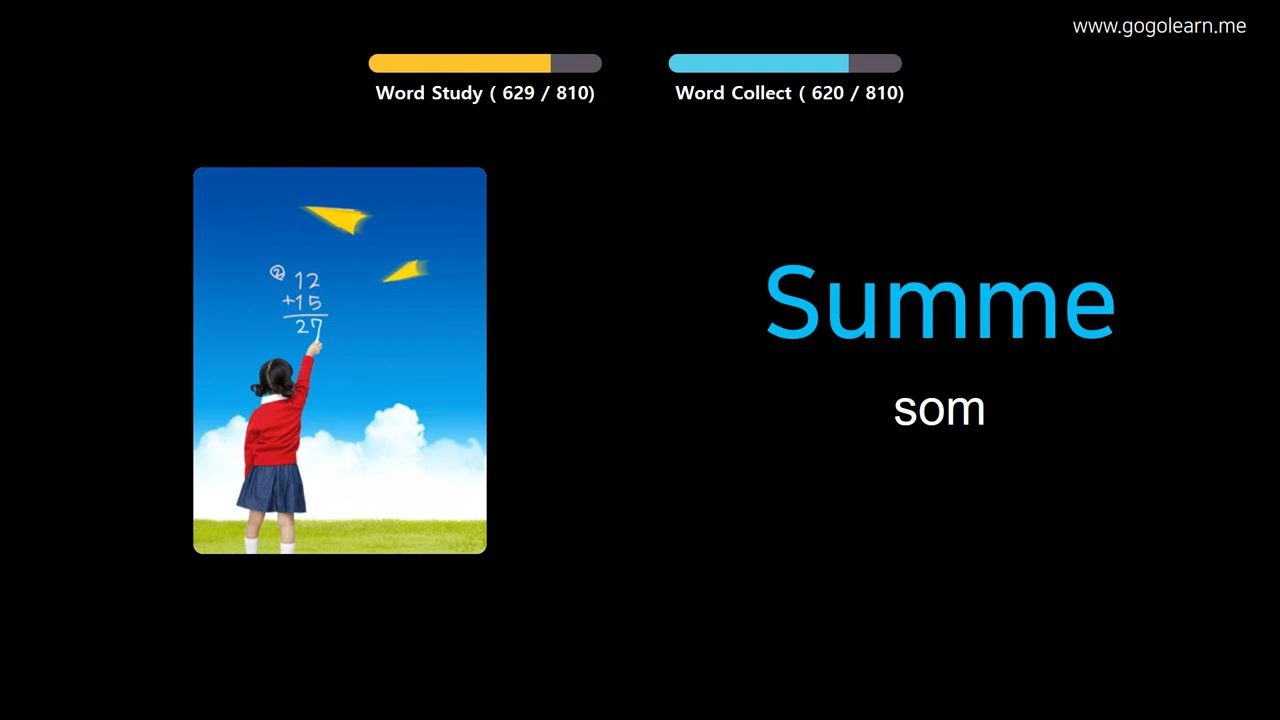 www.gogolearn.me
Word Study ( 629 / 810)
Word Collect ( 620 / 810)
② 12
+15
27
Summe
som